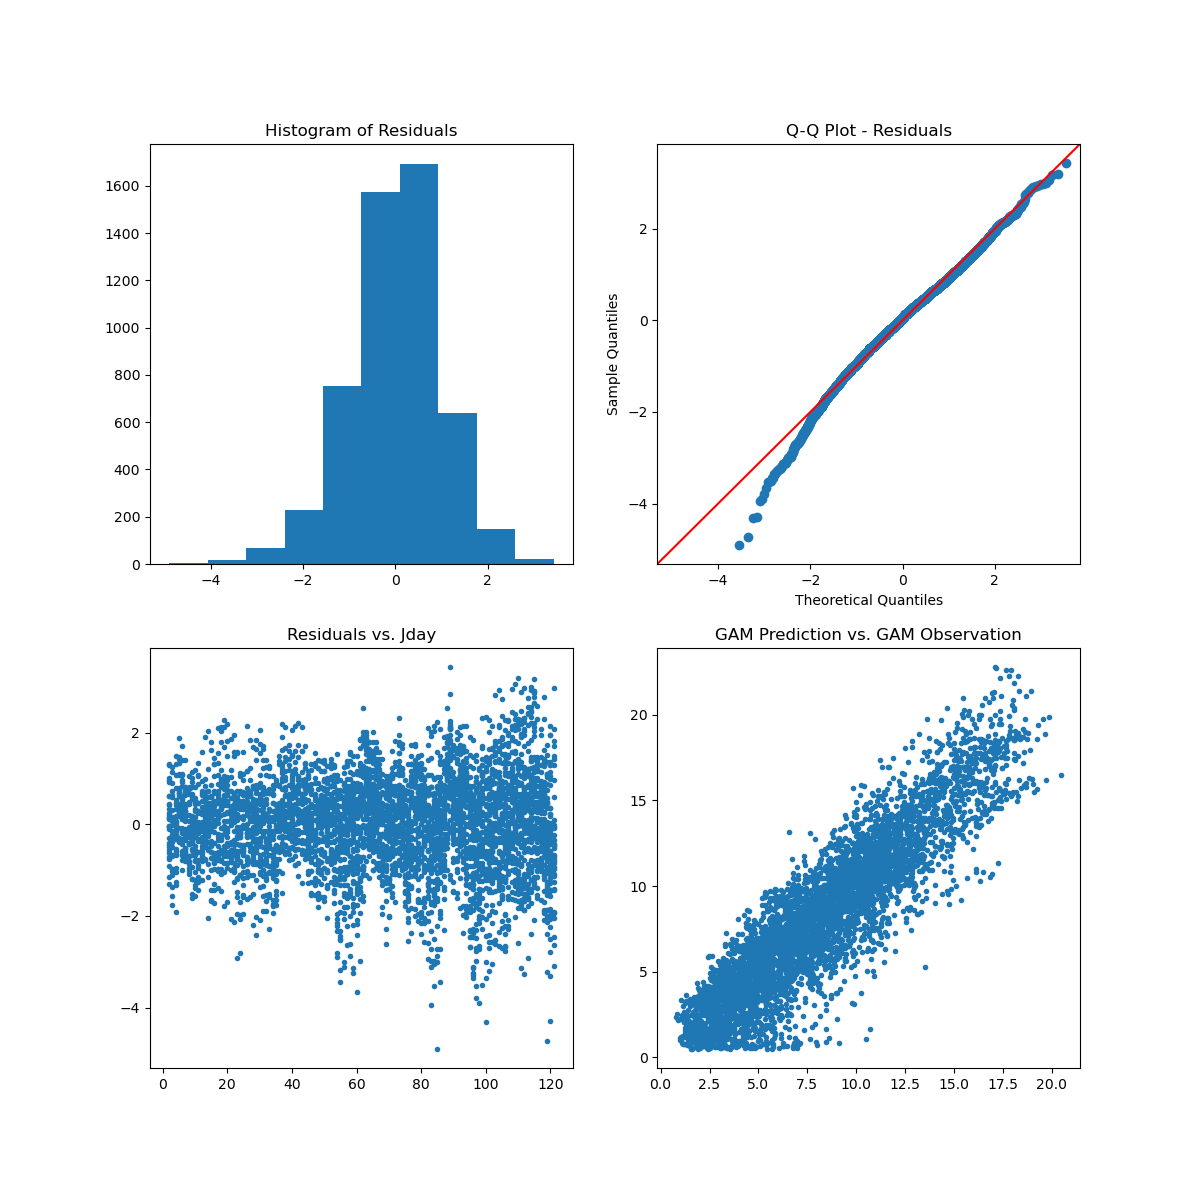 Histogram of Residuals
1600
1400
1200
1000
800
600
400
200
0
−4 −2 0 2
Q-Q Plot - Residuals
Sample Quantiles
2
0
−2
−4
−4 −2 0 2
Theoretical Quantiles
Residuals vs. Jday
2
0
−2
−4
0 20 40 60 80 100 120
GAM Prediction vs. GAM Observation
20
15
10
5
0
0.0 2.5 5.0 7.5 10.0 12.5 15.0 17.5 20.0